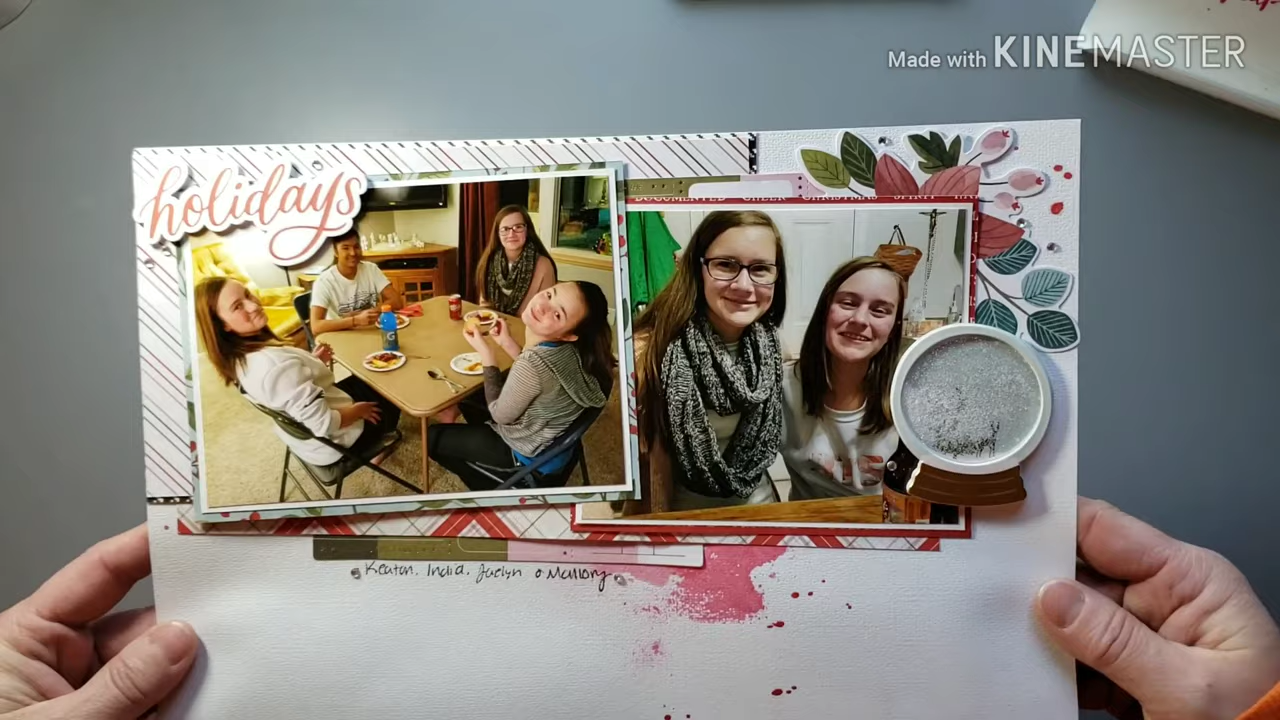 Made with KINEMASTER
holidays
DOCUMENTED CHEER CHRISTMAS SPIRIT
Keaton, India, Jaelyn & Mallory